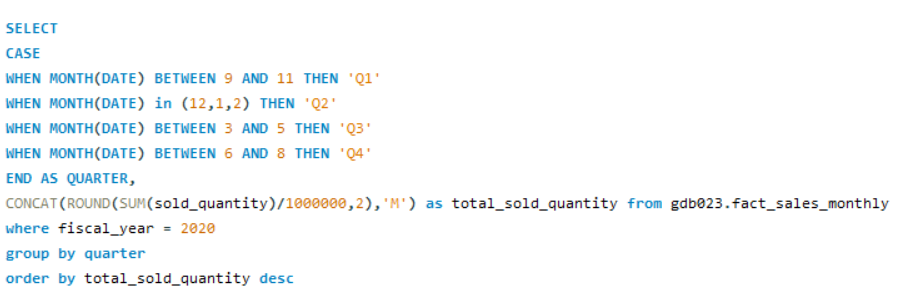 SELECT
CASE
WHEN MONTH(DATE) BETWEEN 9 AND 11 THEN 'Q1'
WHEN MONTH(DATE) in (12,1,2) THEN 'Q2'
WHEN MONTH(DATE) BETWEEN 3 AND 5 THEN 'Q3'
WHEN MONTH(DATE) BETWEEN 6 AND 8 THEN 'Q4'
END AS QUARTER,
CONCAT(ROUND(SUM(sold_quantity)/1000000,2),'M') as total_sold_quantity from gdb023.fact_sales_monthly
where fiscal_year = 2020
group by quarter
order by total_sold_quantity desc